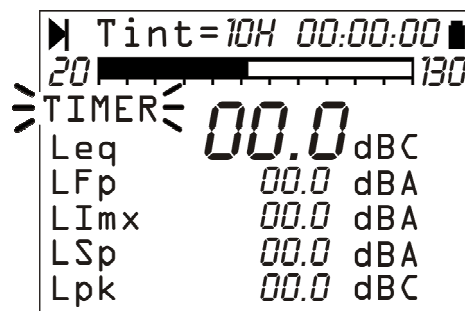 Tint=10H 00:00:00
20 130
TIMER
Leq 00.0 dBC
LFp 00.0 dBA
LImx 00.0 dBA
LSp 00.0 dBA
Lpk 00.0 dBC